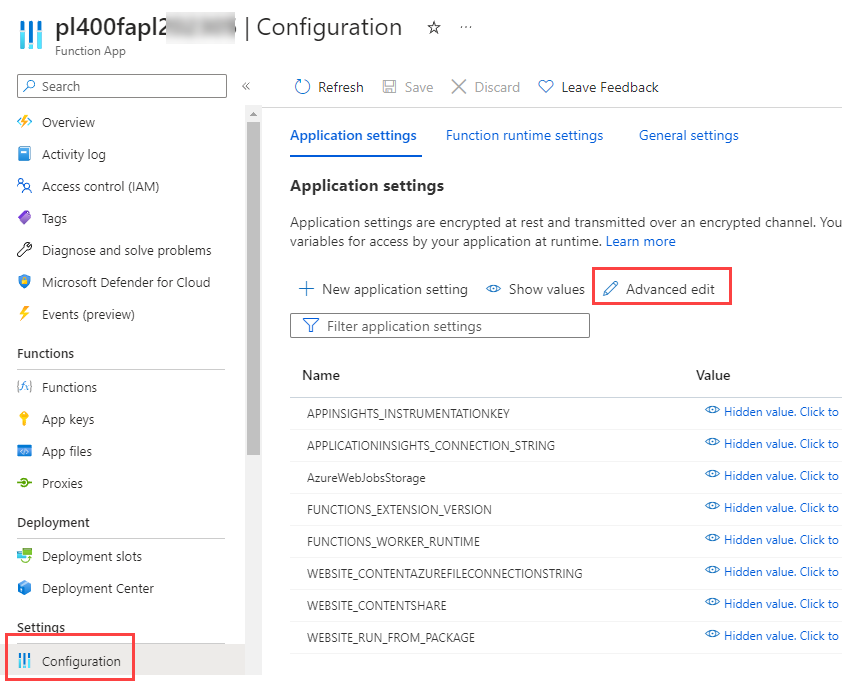 pl400fapl | Configuration
Function App
Search
Refresh Save Discard Leave Feedback
Overview
Activity log
Access control (IAM)
Tags
Diagnose and solve problems
Microsoft Defender for Cloud
Events (preview)
Functions
Functions
App keys
App files
Proxies
Deployment
Deployment slots
Deployment Center
Settings
Configuration
Application settings Function runtime settings General settings
Application settings
Application settings are encrypted at rest and transmitted over an encrypted channel. You
variables for access by your application at runtime. Learn more
New application setting Show values Advanced edit
Filter application settings
Name Value
APPINSIGHTS_INSTRUMENTATIONKEY Hidden value. Click to
APPLICATIONINSIGHTS_CONNECTION_STRING Hidden value. Click to
AzureWebJobsStorage Hidden value. Click to
FUNCTIONS_EXTENSION_VERSION Hidden value. Click to
FUNCTIONS_WORKER_RUNTIME Hidden value. Click to
WEBSITE_CONTENTAZUREFILECONNECTIONSTRING Hidden value. Click to
WEBSITE_CONTENTSHARE Hidden value. Click to
WEBSITE_RUN_FROM_PACKAGE Hidden value. Click to